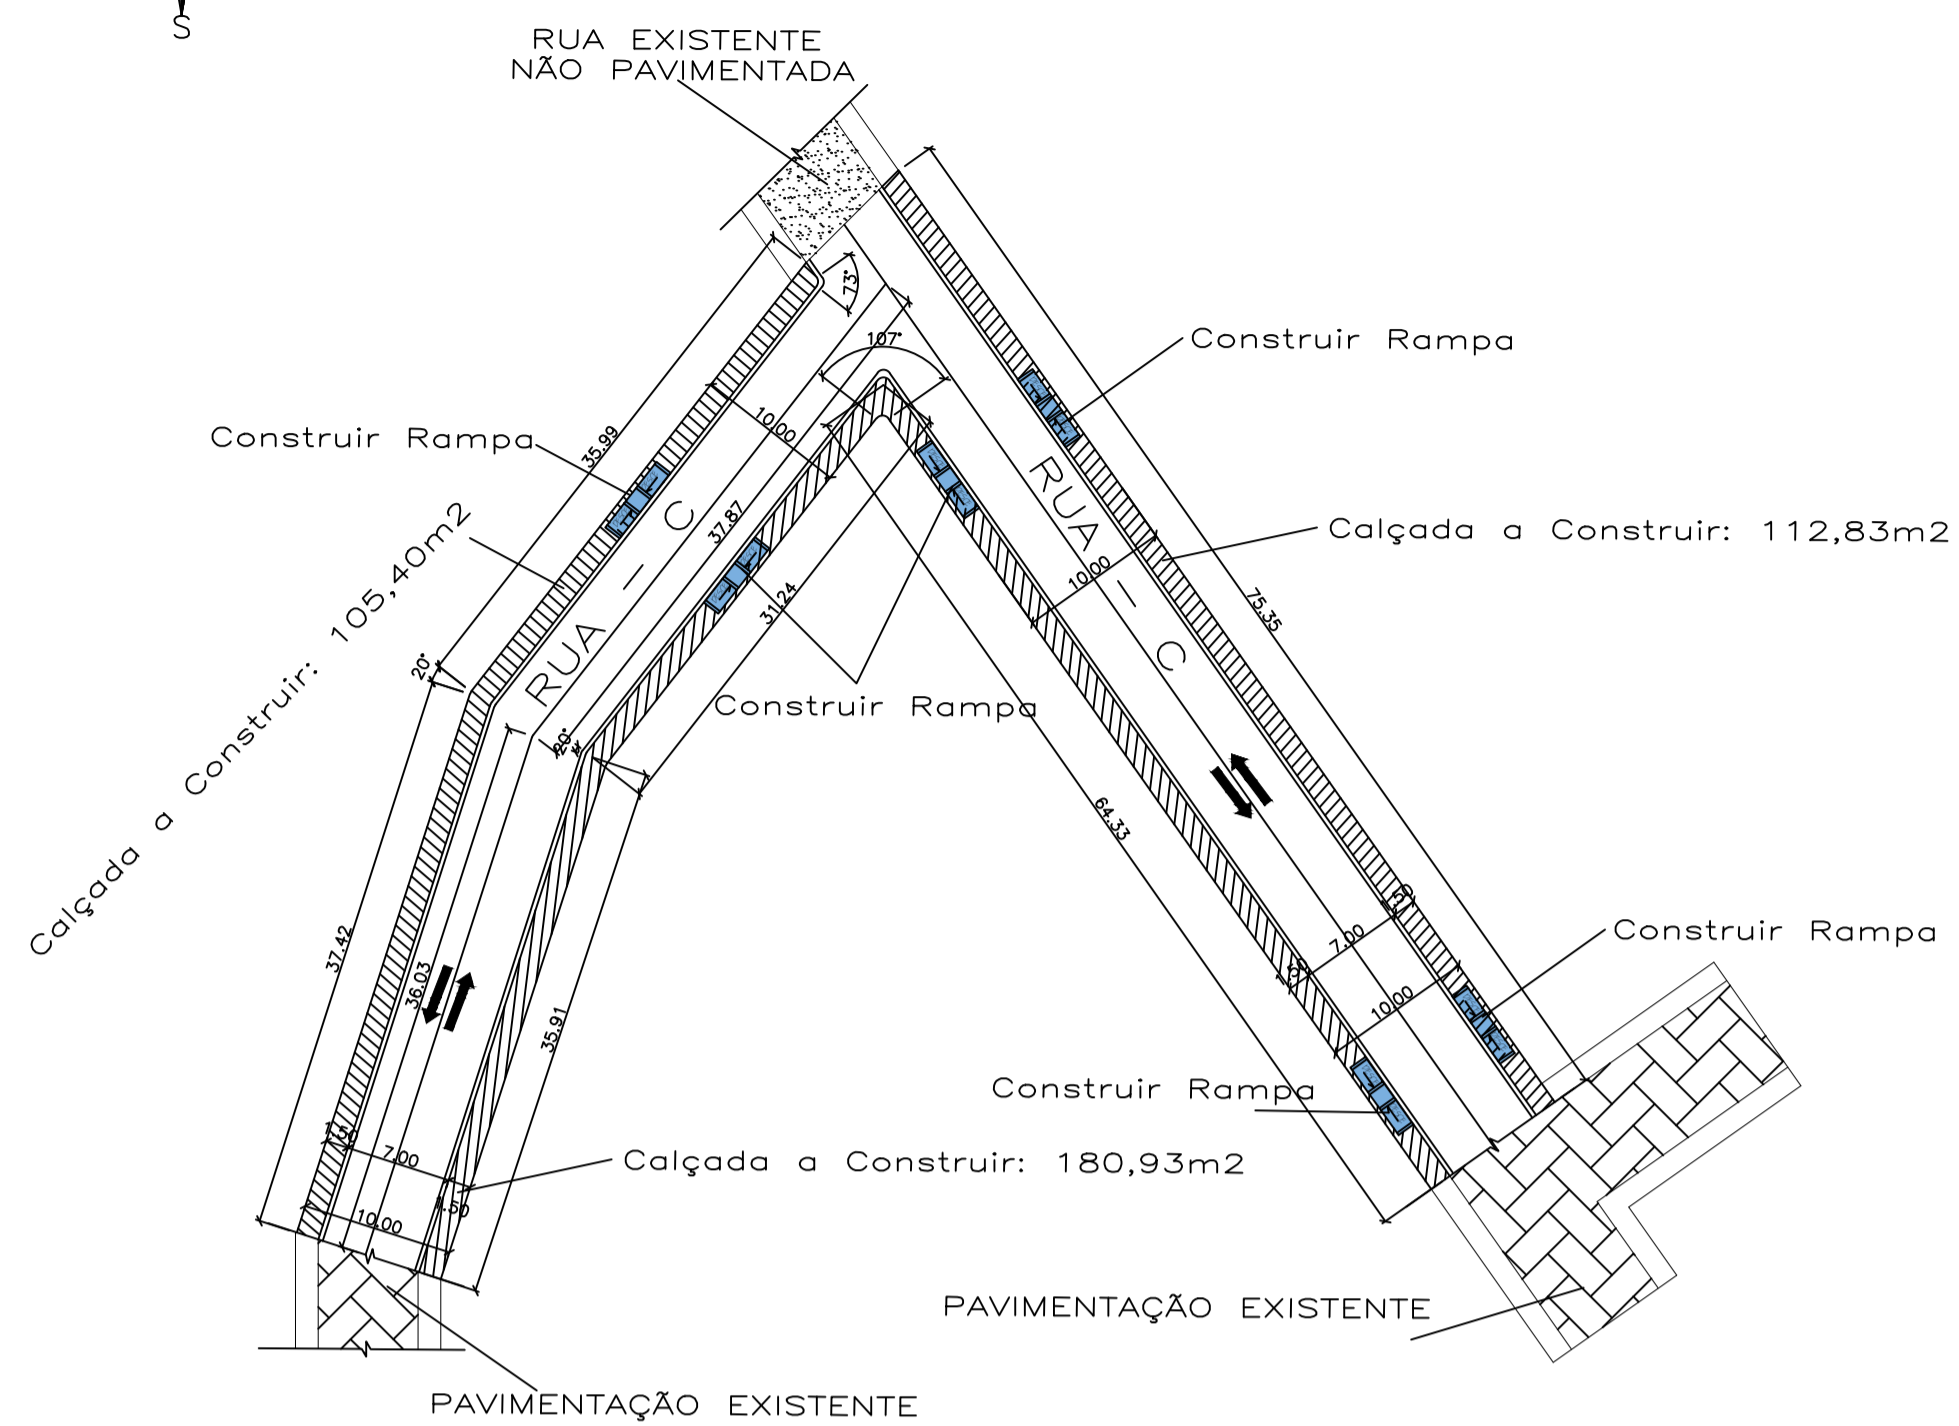 S
RUA EXISTENTE
NÃO PAVIMENTADA
73°
107°
Construir Rampa
Construir Rampa
35.99
10.00
37.87
RUA - C
RUA - C
Calçada a Construir: 112,83m2
Calçada a Construir: 105,40m2
10.00
31.24
75.35
20°
20°
Construir Rampa
64.33
1.50
7.00
1.50
10.00
Construir Rampa
37.42
36.03
35.91
Construir Rampa
1.50
7.00
1.50
10.00
Calçada a Construir: 180,93m2
PAVIMENTAÇÃO EXISTENTE
PAVIMENTAÇÃO EXISTENTE